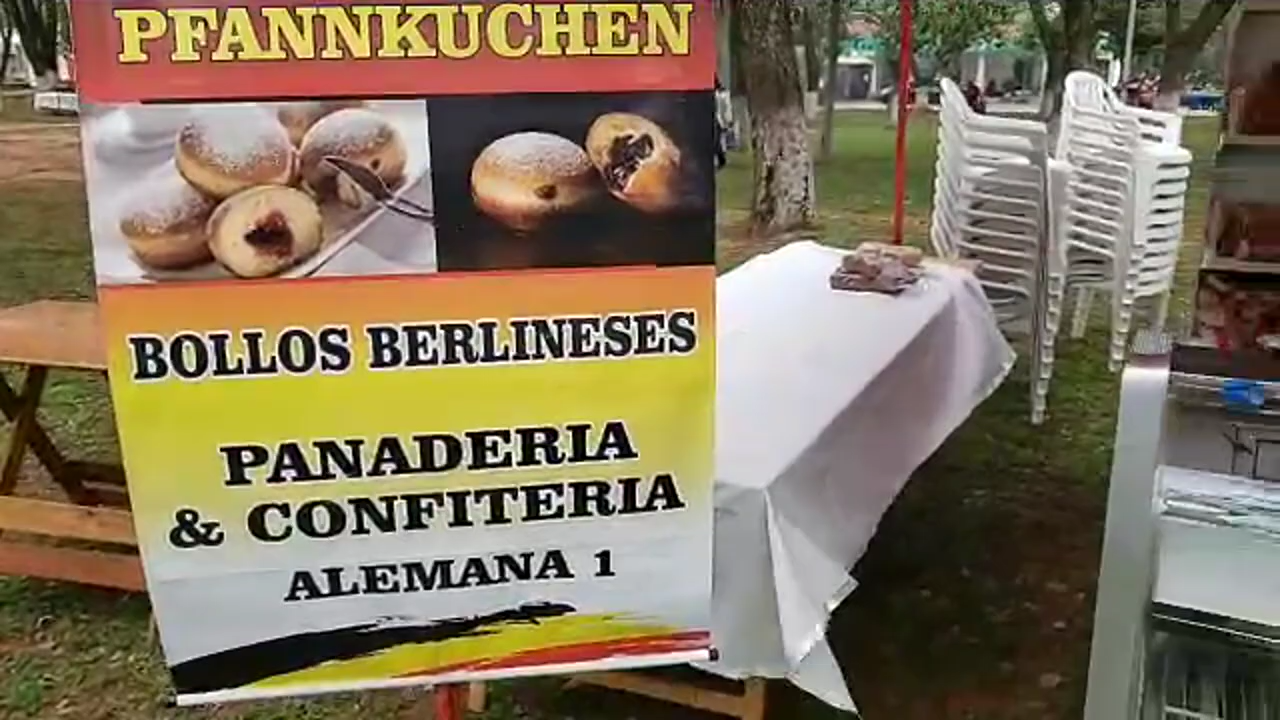 PFANNKUCHEN
BOLLOS BERLINESES
PANADERIA
& CONFITERIA
ALEMANA 1